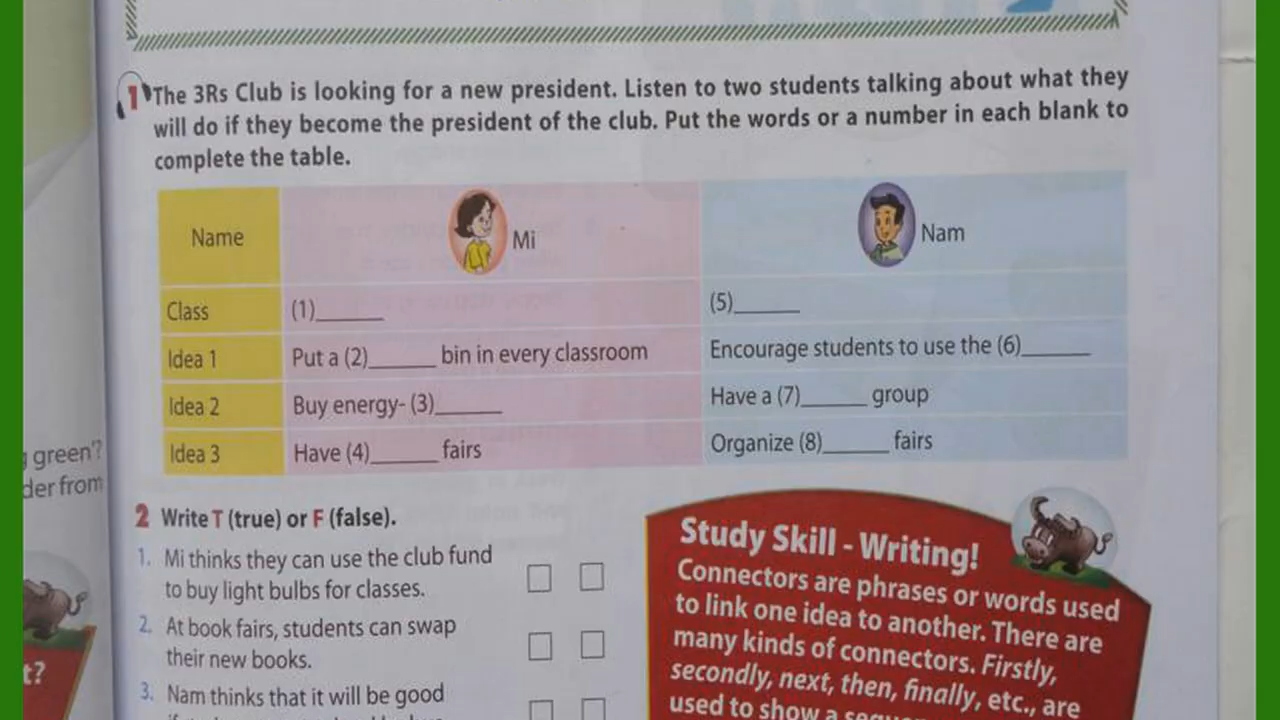 1 The 3Rs Club is looking for a new president. Listen to two students talking about what they
will do if they become the president of the club. Put the words or a number in each blank to
complete the table.
Name Mi Nam
Class (1)______ (5)______
Idea 1 Put a (2)______ bin in every classroom Encourage students to use the (6)______
Idea 2 Buy energy- (3)______ Have a (7)______ group
Idea 3 Have (4)______ fairs Organize (8)______ fairs
green?
der from
t?
2 Write T (true) or F (false).
1. Mi thinks they can use the club fund
to buy light bulbs for classes.
2. At book fairs, students can swap
their new books.
3. Nam thinks that it will be good
Study Skill - Writing!
Connectors are phrases or words used
to link one idea to another. There are
many kinds of connectors. Firstly,
secondly, next, then, finally, etc., are
used to show a